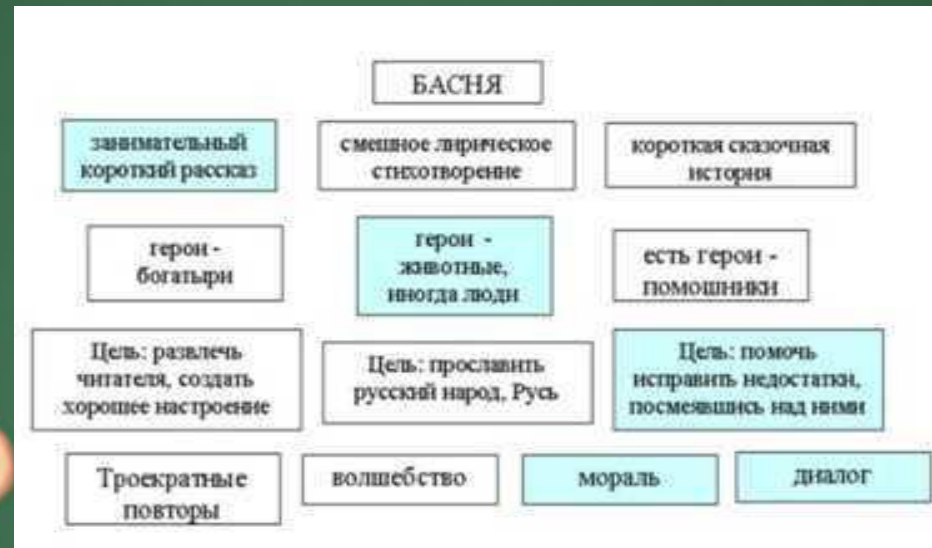 БАСНЯ
занимательный
короткий рассказ
смешное лирическое
стихотворение
короткая сказочная
история
герои -
богатыри
герои -
животные,
иногда люди
есть герои -
помошники
Цель: развлечь
читателя, создать
хорошее настроение
Цель: прославить
русский народ, Русь
Цель: помочь
исправить недостатки,
посмеявшись над ними
Троекратные
повторы
волшебство
мораль
диалог